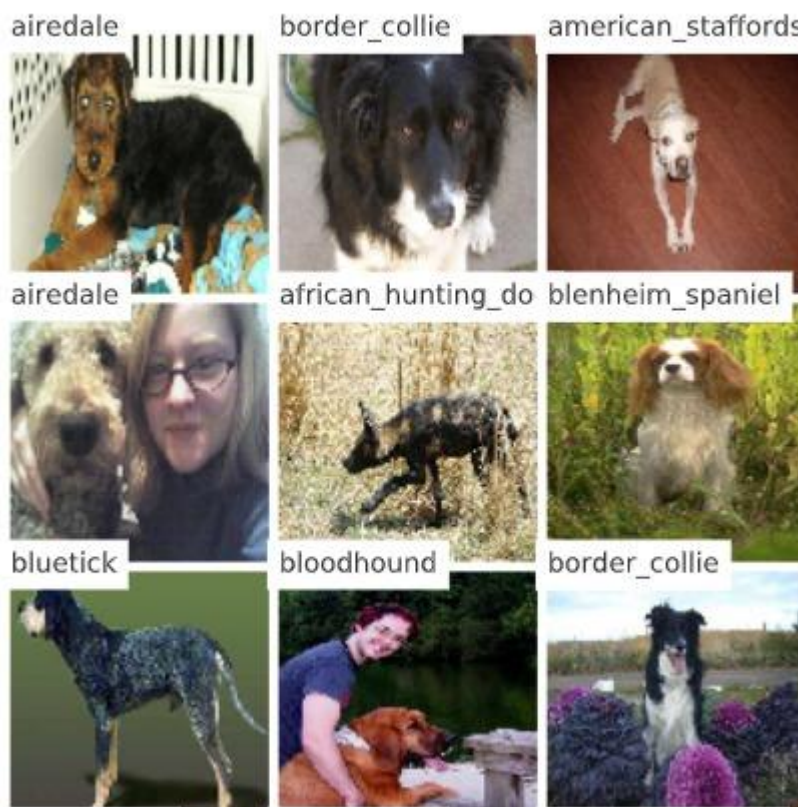 airedale
border_collie
american_staffords
airedale
african_hunting_do
blenheim_spaniel
bluetick
bloodhound
border_collie